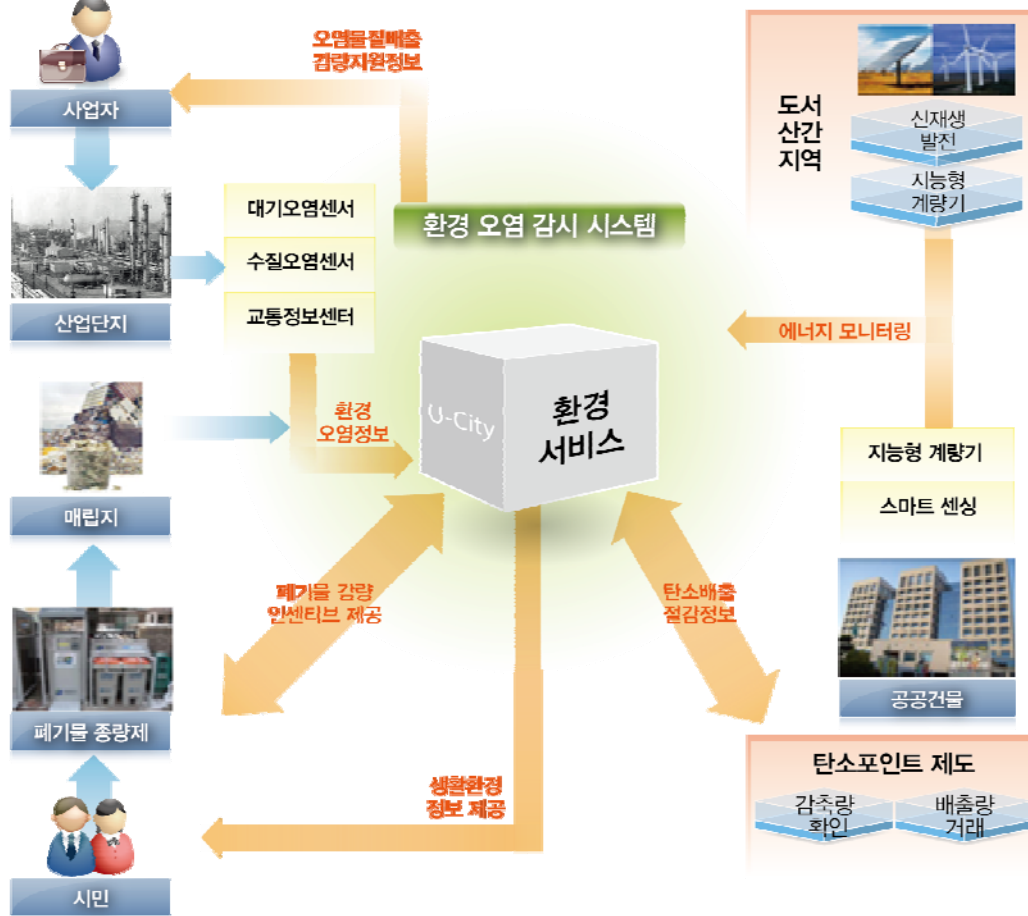 오염물질배출
감량지원정보
사업자
도서
산간
지역
신재생
발전
지능형
계량기
대기오염센서
수질오염센서
교통정보센터
환경 오염 감시 시스템
산업단지
에너지 모니터링
U-City
환경
서비스
환경
오염정보
지능형 계량기
스마트 센싱
매립지
폐기물 감량
인센티브 제공
탄소배출
절감정보
공공건물
폐기물 종량제
탄소포인트 제도
감축량
확인
배출량
거래
생활환경
정보 제공
시민